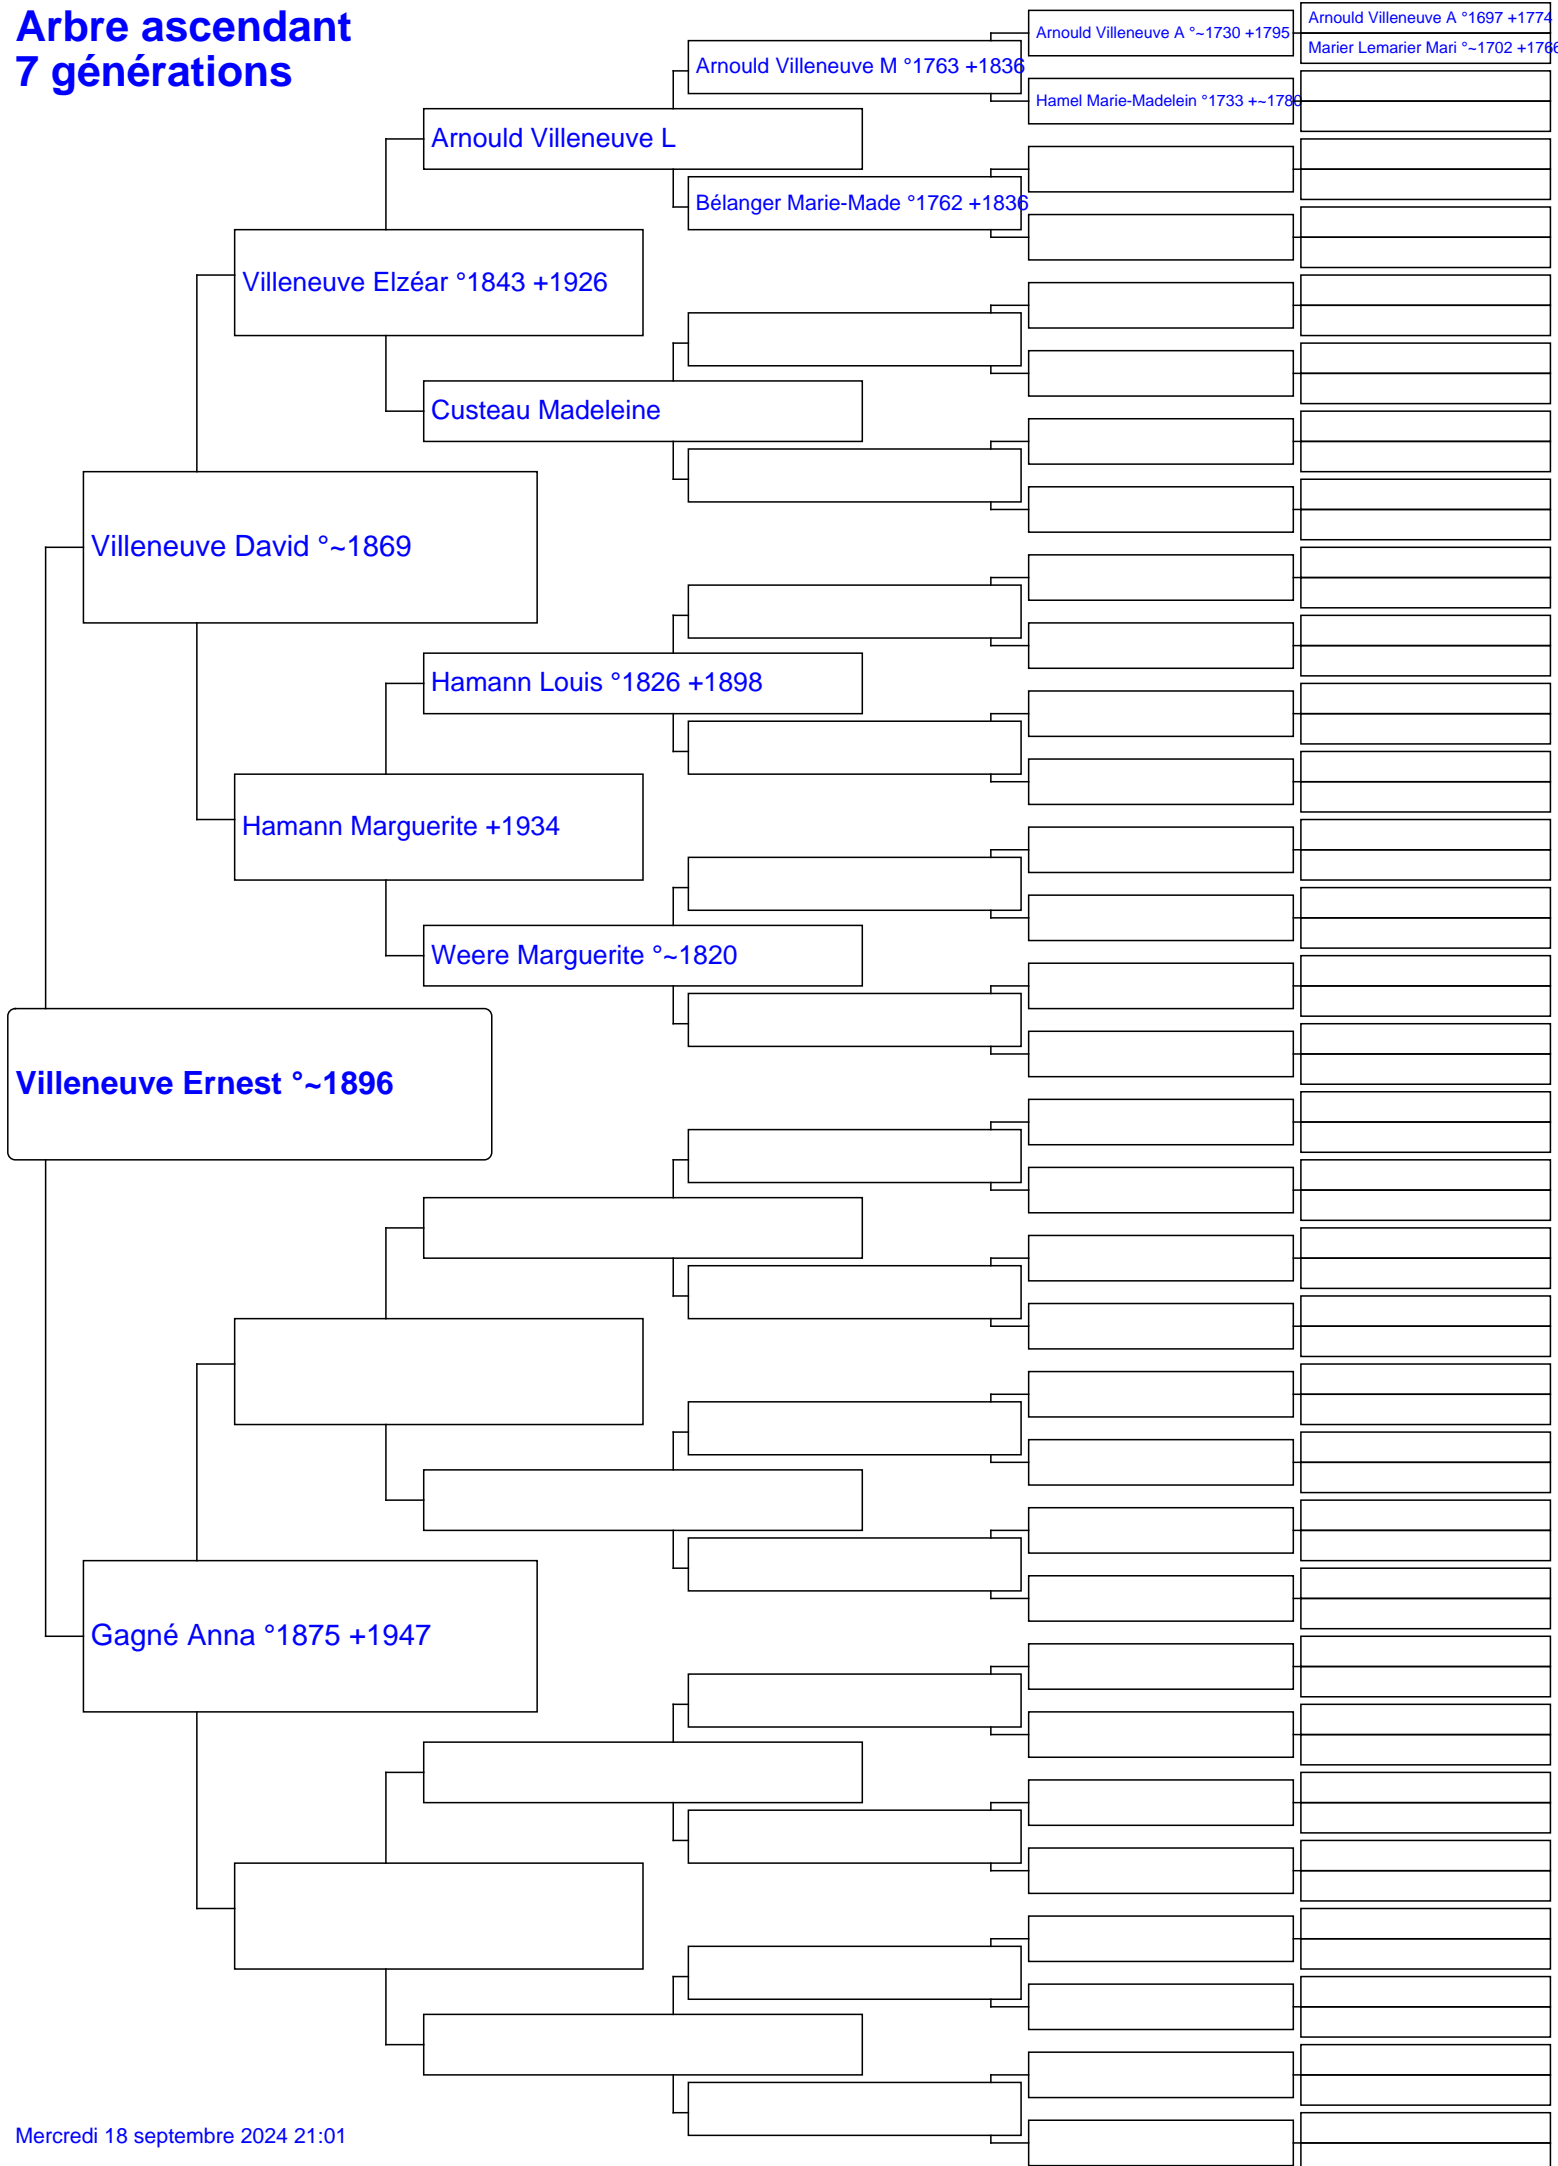 Arbre ascendant
7 générations
Arnould Villeneuve A °1697 +1774
Marier Lemarier Mari °~1702 +1766
Arnould Villeneuve A °~1730 +1795
Hamel Marie-Madelein °1733 +~1780
Arnould Villeneuve M °1763 +1836
Bélanger Marie-Made °1762 +1836
Arnould Villeneuve L
Villeneuve Elzéar °1843 +1926
Custeau Madeleine
Villeneuve David °~1869
Hamann Louis °1826 +1898
Hamann Marguerite +1934
Weere Marguerite °~1820
Villeneuve Ernest °~1896
Gagné Anna °1875 +1947
Mercredi 18 septembre 2024 21:01